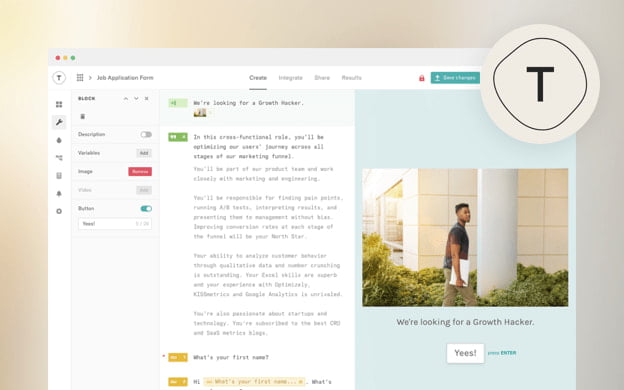 T
T
Job Application Form
Create
Integrate
Share
Results
Save changes
BLOCK
Description
Variables
Add
Image
Remove
Video
Add
Button
Yees!
We're looking for a Growth Hacker.
In this cross-functional role, you'll be
optimizing our users' journey across all
stages of our marketing funnel.
You'll be part of our product team and work
closely with marketing and engineering.
You'll be responsible for finding pain points,
running A/B tests, interpreting results, and
presenting them to management without bias.
Improving conversion rates at each stage of
the funnel will be your North Star.
Your ability to analyze customer behavior
through qualitative data and number crunching
is outstanding. Your Excel skills are superb
and your experience with Optimizely,
KISSmetrics and Google Analytics is unrivaled.
You're also passionate about startups and
technology. You're subscribed to the best CRO
and SaaS metrics blogs.
What's your first name?
Hi What's your first name... . What's
We're looking for a Growth Hacker.
Yees!
press ENTER